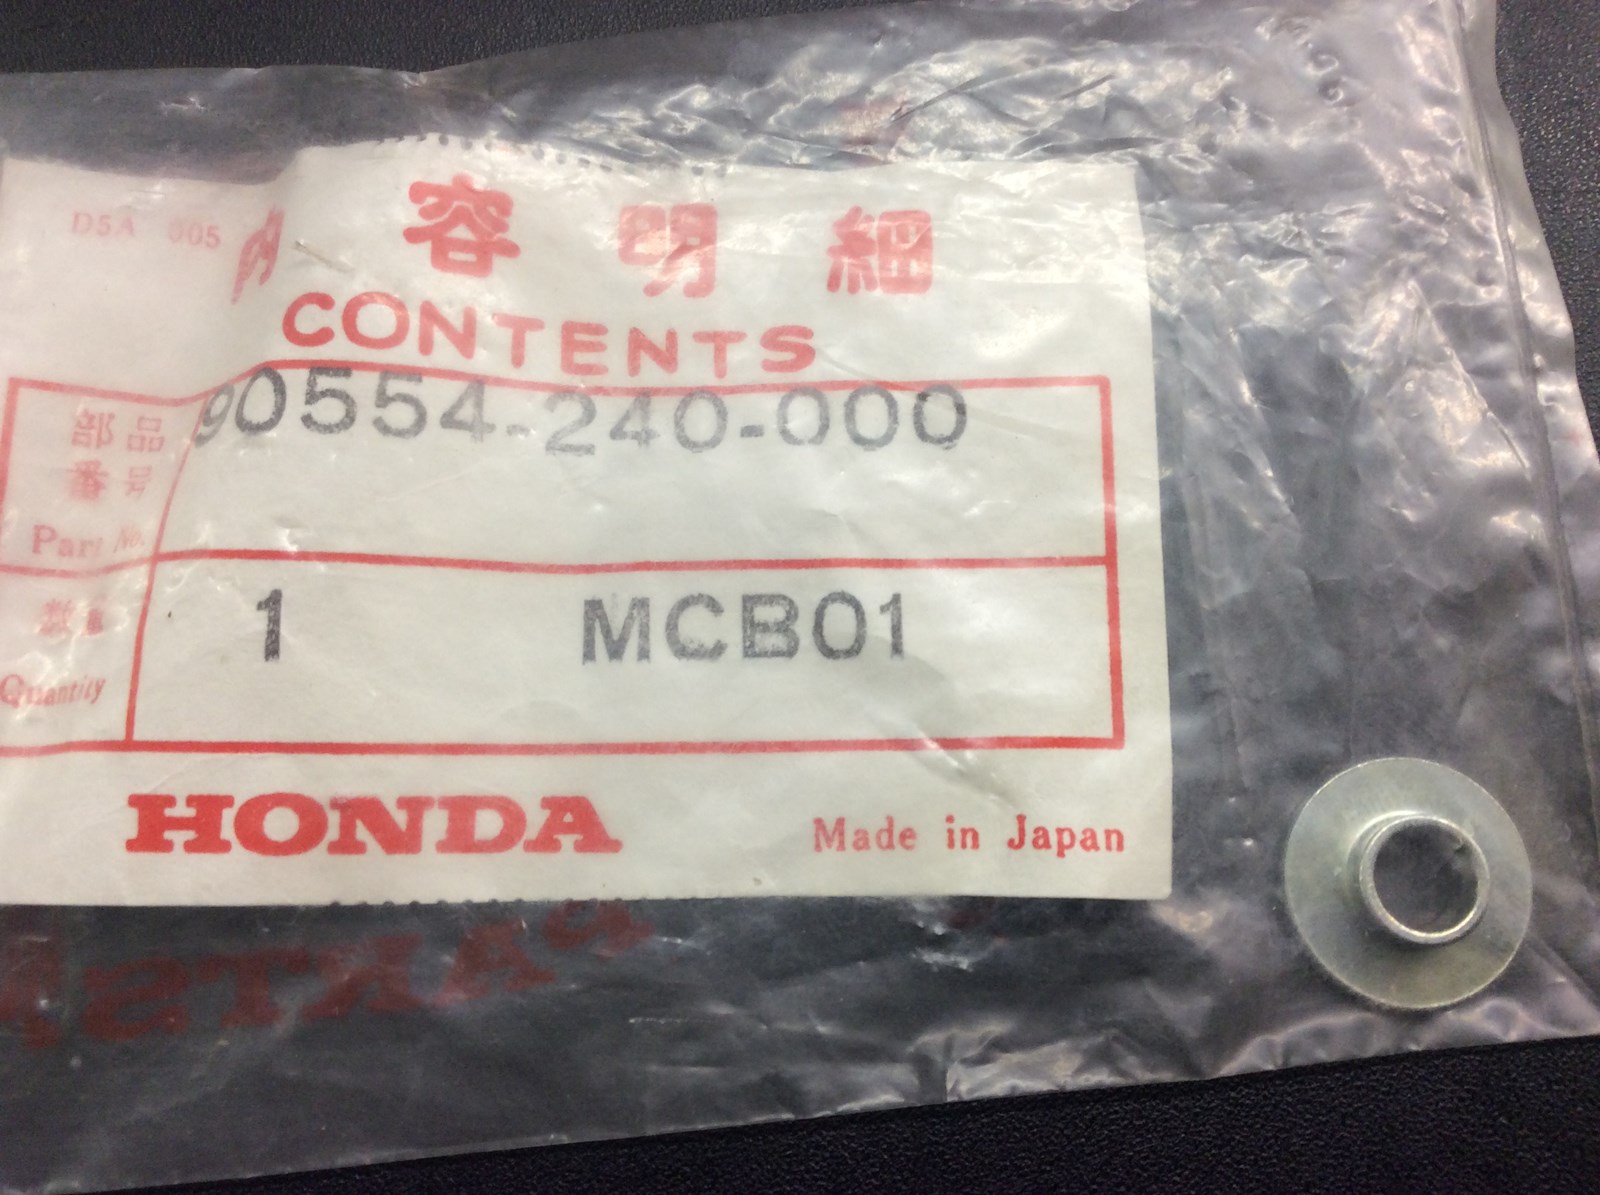 D5A 005
内容明細
CONTENTS
部品 90554-240-000
番号
Part No.
数量 1 MCB01
Quantity
HONDA Made in Japan
PARTS